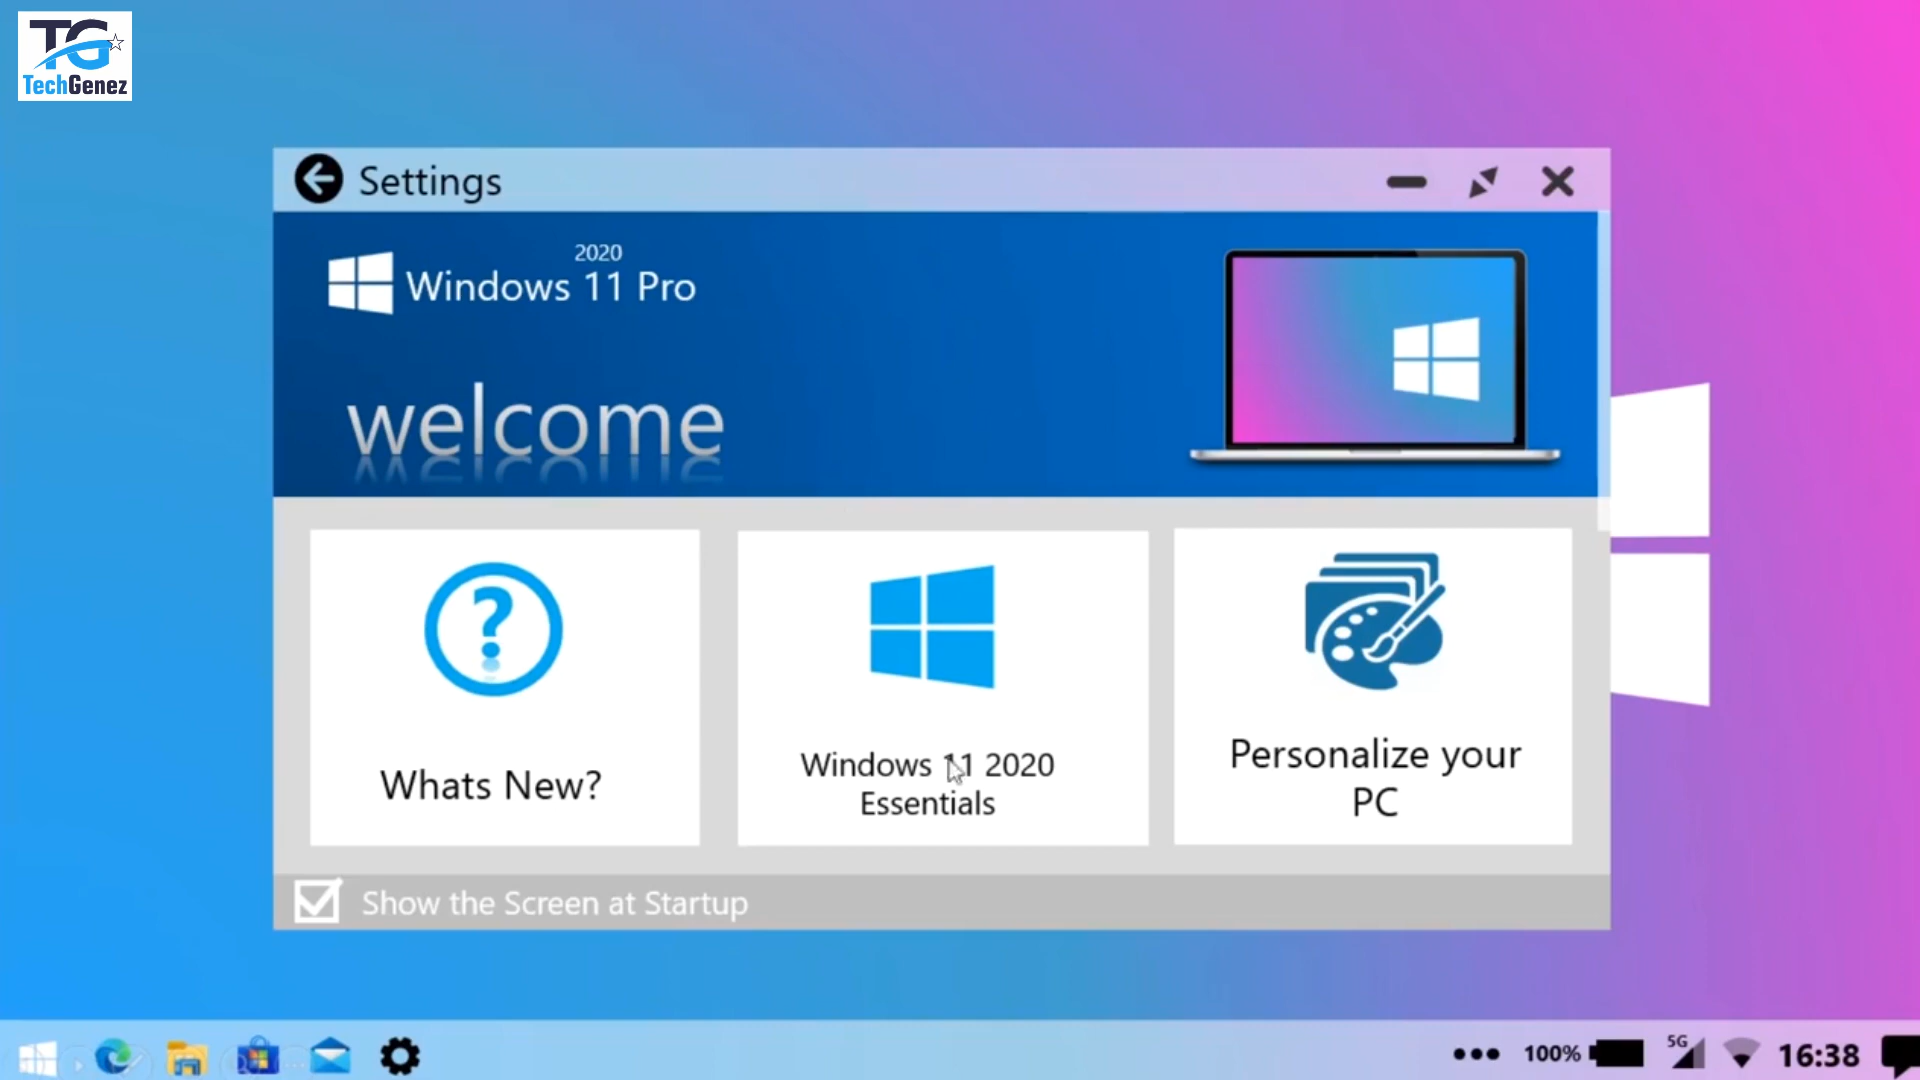 TG
TechGenez
Settings
2020
Windows 11 Pro
welcome
Whats New?
Windows 11 2020
Essentials
Personalize your
PC
Show the Screen at Startup
100%
5G
16:38